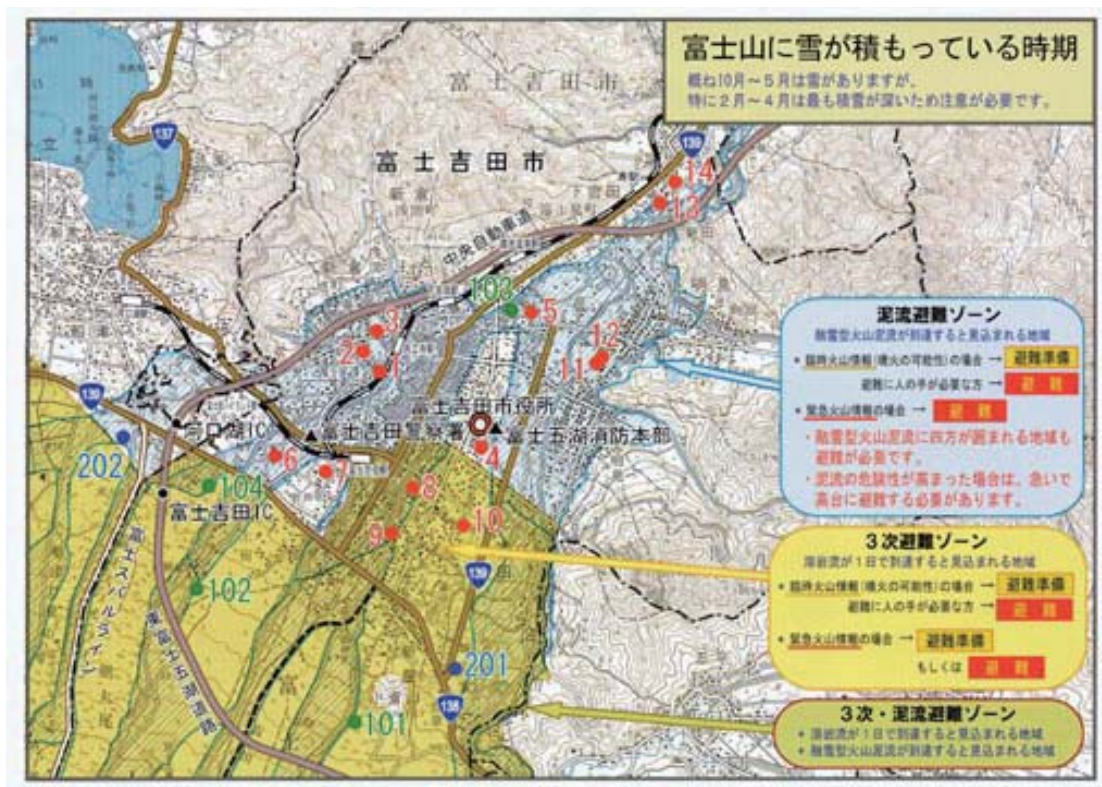 富士山に雪が積もっている時期
概ね10月～5月は雪がありますが、
特に2月～4月は最も積雪が深いため注意が必要です。
富士吉田市
富士吉田市
137
139
14
13
中央自動車道
103
5
3
2
1
12
11
139
富士吉田市役所
富士吉田警察署
富士五湖消防本部
河口湖IC
4
202
6
7
104
8
富士吉田IC
9
10
139
102
富士スバルライン
東富士五湖道路
201
138
101
泥流避難ゾーン
融雪型火山泥流が到達すると見込まれる地域
* 臨時火山情報(噴火の可能性)の場合 → 避難準備
避難に人の手が必要な方 → 避難
* 緊急火山情報の場合 → 避難
・融雪型火山泥流に四方が囲まれる地域も
避難が必要です。
・泥流の危険性が高まった場合は、急いで
高台に避難する必要があります。
3次避難ゾーン
溶岩流が1日で到達すると見込まれる地域
* 臨時火山情報(噴火の可能性)の場合 → 避難準備
避難に人の手が必要な方 → 避難
* 緊急火山情報の場合 → 避難準備
もしくは 避難
3次・泥流避難ゾーン
* 溶岩流が1日で到達すると見込まれる地域
* 融雪型火山泥流が到達すると見込まれる地域